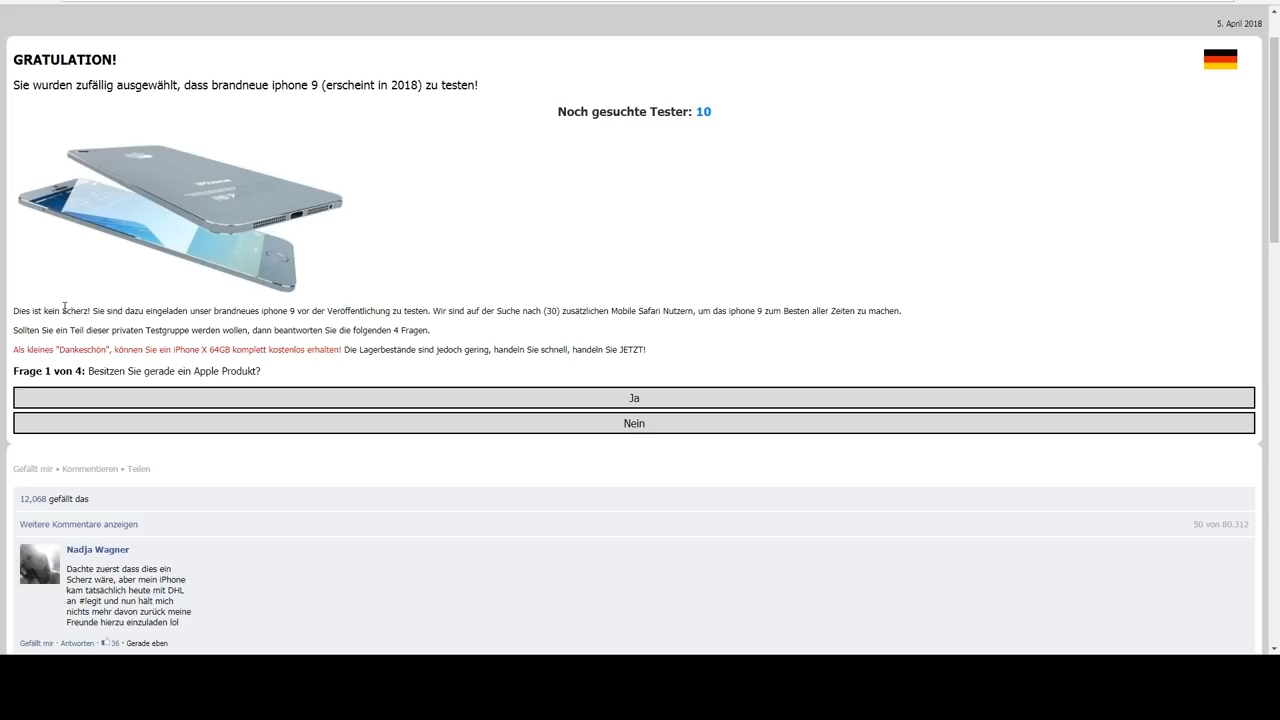 5. April 2018
GRATULATION!
Sie wurden zufällig ausgewählt, dass brandneue iphone 9 (erscheint in 2018) zu testen!
Noch gesuchte Tester: 10
iPhone
Dies ist kein Scherz! Sie sind dazu eingeladen unser brandneues iphone 9 vor der Veröffentlichung zu testen. Wir sind auf der Suche nach (30) zusätzlichen Mobile Safari Nutzern, um das iphone 9 zum Besten aller Zeiten zu machen.
Sollten Sie ein Teil dieser privaten Testgruppe werden wollen, dann beantworten Sie die folgenden 4 Fragen.
Als kleines "Dankeschön", können Sie ein iPhone X 64GB komplett kostenlos erhalten! Die Lagerbestände sind jedoch gering, handeln Sie schnell, handeln Sie JETZT!
Frage 1 von 4: Besitzen Sie gerade ein Apple Produkt?
Ja
Nein
Gefällt mir • Kommentieren • Teilen
12,068 gefällt das
Weitere Kommentare anzeigen 50 von 80.312
Nadja Wagner
Dachte zuerst dass dies ein
Scherz wäre, aber mein iPhone
kam tatsächlich heute mit DHL
an #legit und nun hält mich
nichts mehr davon zurück meine
Freunde hierzu einzuladen lol
Gefällt mir · Antworten · 36 · Gerade eben